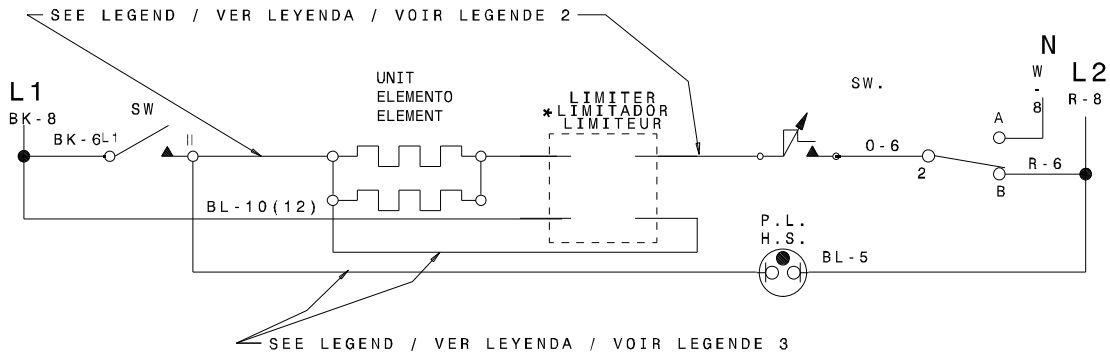 SEE LEGEND / VER LEYENDA / VOIR LEGENDE 2
N
L1
L2
BK-8
SW
UNIT
ELEMENTO
ELEMENT
LIMITER
*LIMITADOR
LIMITEUR
SW.
W-8
R-8
BK-6
L1
II
A
O-6
2
R-6
B
BL-10(12)
P.L.
H.S.
BL-5
SEE LEGEND / VER LEYENDA / VOIR LEGENDE 3